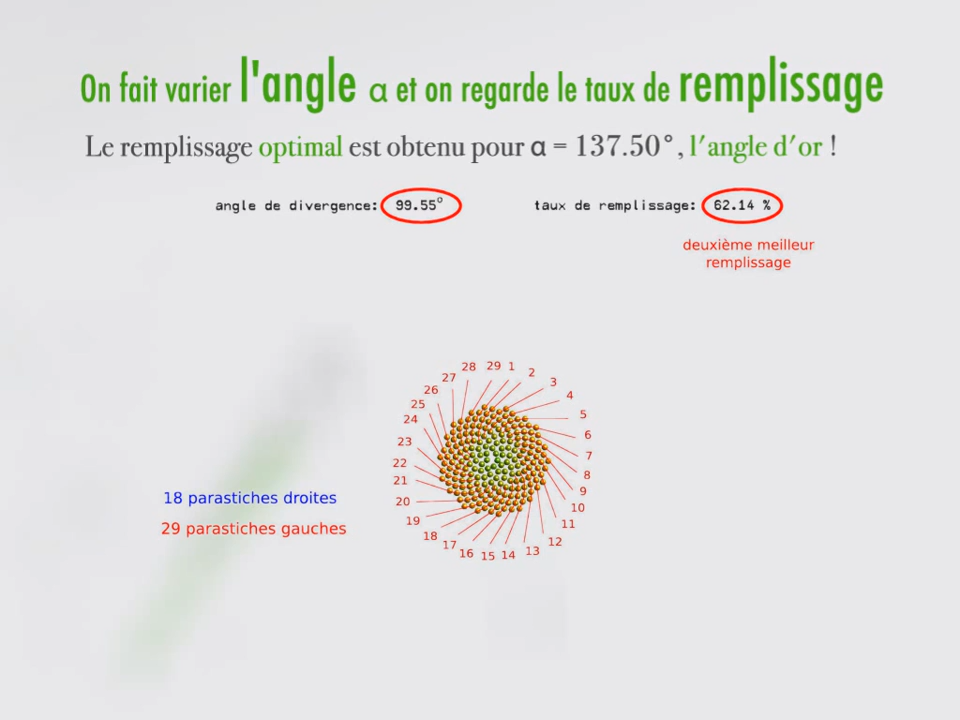 On fait varier l'angle α et on regarde le taux de remplissage
Le remplissage optimal est obtenu pour α = 137.50°, l'angle d'or !
angle de divergence: 99.55° taux de remplissage: 62.14 %
deuxième meilleur
remplissage
28 29 1 2
27 3
26 4
25 5
24
23 6
22 7
21 8
20 9
19 10
18 11
17 12
16 15 14 13
18 parastiches droites
29 parastiches gauches